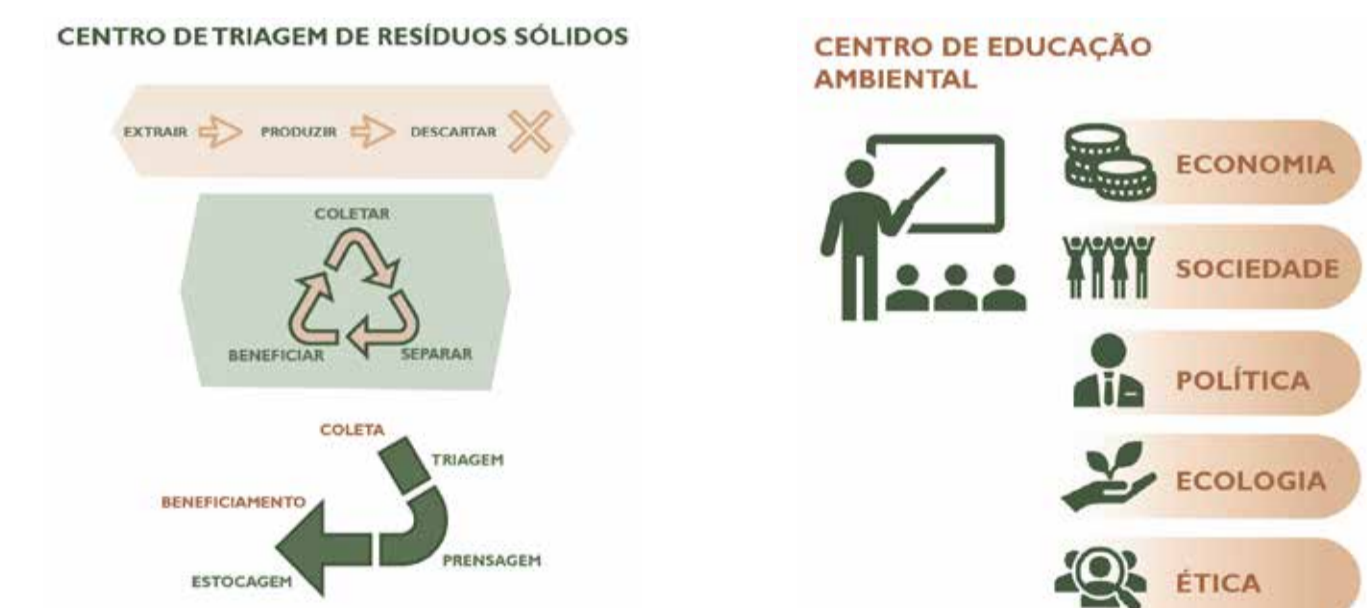 CENTRO DE TRIAGEM DE RESÍDUOS SÓLIDOS
EXTRAIR PRODUZIR DESCARTAR
COLETAR
BENEFICIAR SEPARAR
COLETA
TRIAGEM
BENEFICIAMENTO
PRENSAGEM
ESTOCAGEM
CENTRO DE EDUCAÇÃO
AMBIENTAL
ECONOMIA
SOCIEDADE
POLÍTICA
ECOLOGIA
ÉTICA